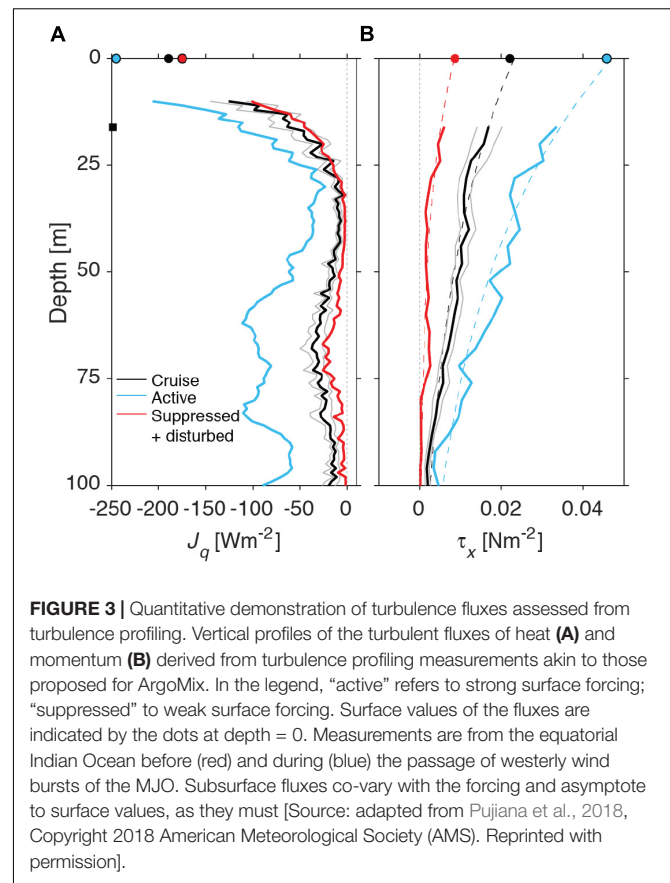 A
B
0
25
50
75
100
Depth [m]
Cruise
Active
Suppressed
+ disturbed
-250 -200 -150 -100 -50 0
0 0.02 0.04
J_q [Wm-2]
τ_x [Nm-2]
FIGURE 3 | Quantitative demonstration of turbulence fluxes assessed from
turbulence profiling. Vertical profiles of the turbulent fluxes of heat (A) and
momentum (B) derived from turbulence profiling measurements akin to those
proposed for ArgoMix. In the legend, “active” refers to strong surface forcing;
“suppressed” to weak surface forcing. Surface values of the fluxes are
indicated by the dots at depth = 0. Measurements are from the equatorial
Indian Ocean before (red) and during (blue) the passage of westerly wind
bursts of the MJO. Subsurface fluxes co-vary with the forcing and asymptote
to surface values, as they must [Source: adapted from Pujiana et al., 2018,
Copyright 2018 American Meteorological Society (AMS). Reprinted with
permission].